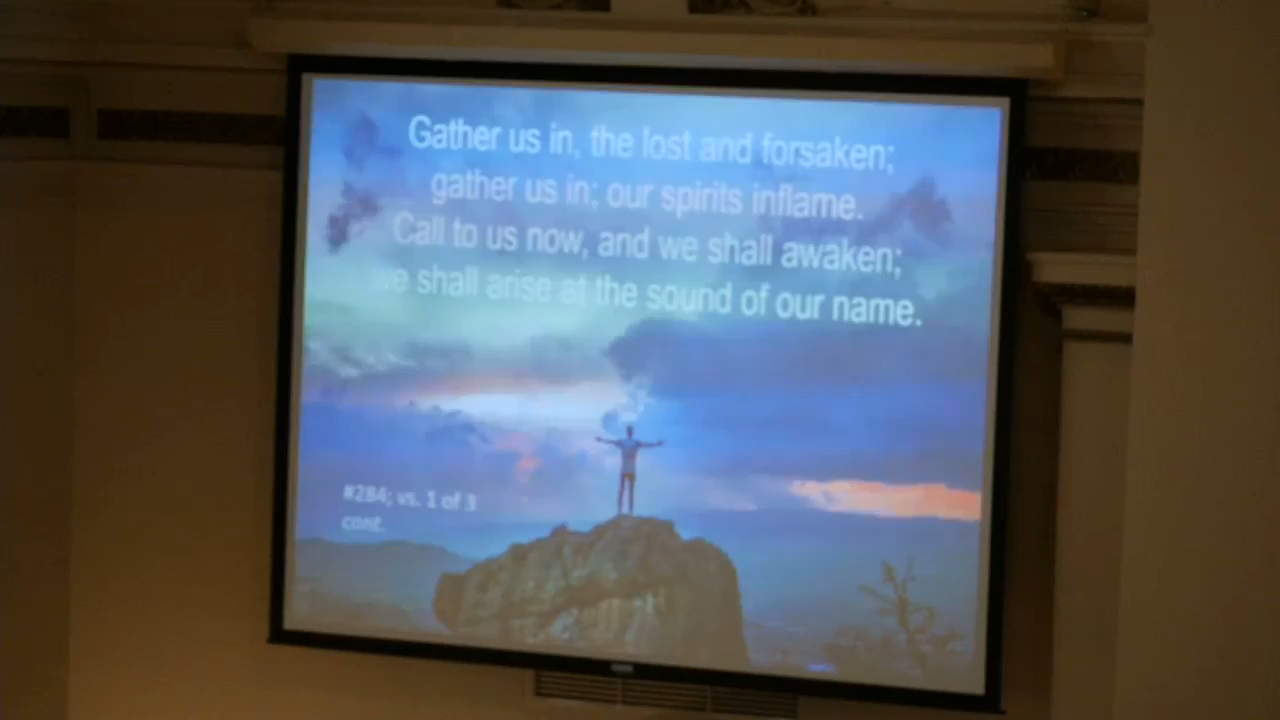 Gather us in, the lost and forsaken;
gather us in; our spirits inflame.
Call to us now, and we shall awaken;
we shall arise at the sound of our name.
#284; vs. 1 of 3
cont.